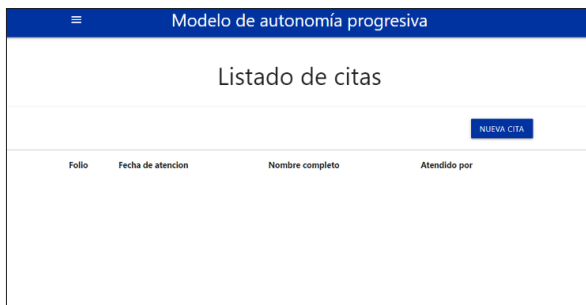 Modelo de autonomía progresiva
Listado de citas
NUEVA CITA
Folio Fecha de atencion Nombre completo Atendido por